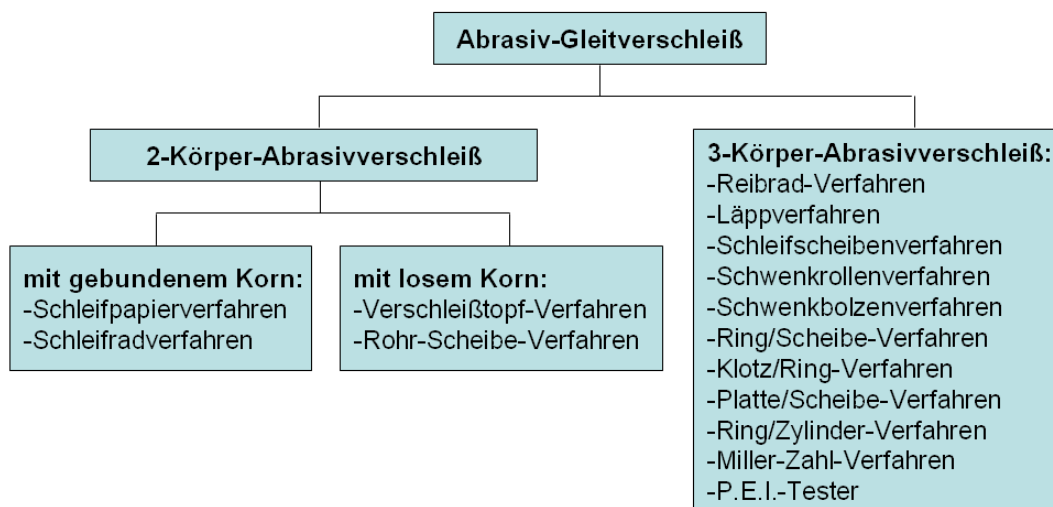 Abrasiv-Gleitverschleiß
2-Körper-Abrasivverschleiß
mit gebundenem Korn:
-Schleifpapierverfahren
-Schleifradverfahren
mit losem Korn:
-Verschleißtopf-Verfahren
-Rohr-Scheibe-Verfahren
3-Körper-Abrasivverschleiß:
-Reibrad-Verfahren
-Läppverfahren
-Schleifscheibenverfahren
-Schwenkrollenverfahren
-Schwenkbolzenverfahren
-Ring/Scheibe-Verfahren
-Klotz/Ring-Verfahren
-Platte/Scheibe-Verfahren
-Ring/Zylinder-Verfahren
-Miller-Zahl-Verfahren
-P.E.I.-Tester